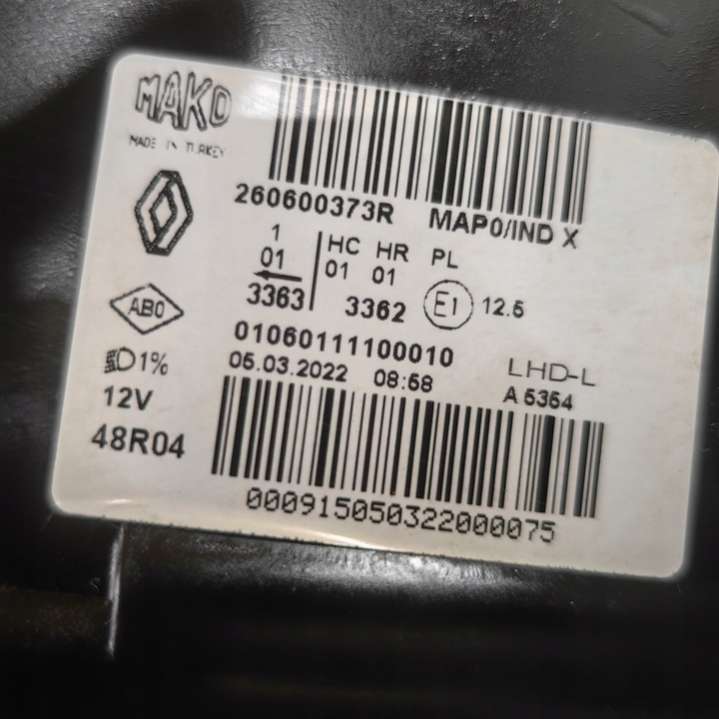 MAKO
MADE IN TURKEY
260600373R MAP0/IND X
1
01 HC HR PL
01 01
3363 3362 E1 12.5
AB0
01060111100010
1% 05.03.2022 08:58 LHD-L
12V A 5354
48R04
000915050322000075